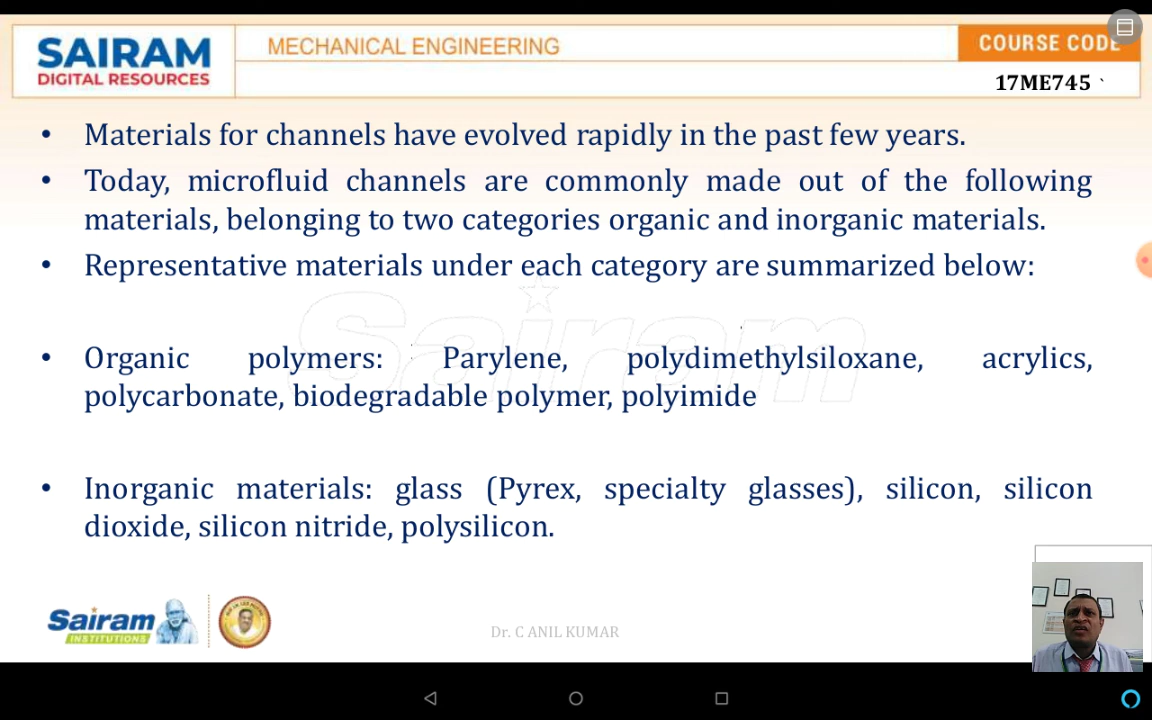 SAIRAM
DIGITAL RESOURCES
MECHANICAL ENGINEERING
COURSE CODE
17ME745 `
• Materials for channels have evolved rapidly in the past few years.
• Today, microfluid channels are commonly made out of the following
materials, belonging to two categories organic and inorganic materials.
• Representative materials under each category are summarized below:
Sairam
• Organic polymers: Parylene, polydimethylsiloxane, acrylics,
polycarbonate, biodegradable polymer, polyimide
• Inorganic materials: glass (Pyrex, specialty glasses), silicon, silicon
dioxide, silicon nitride, polysilicon.
Sairam
INSTITUTIONS
Dr. C ANIL KUMAR